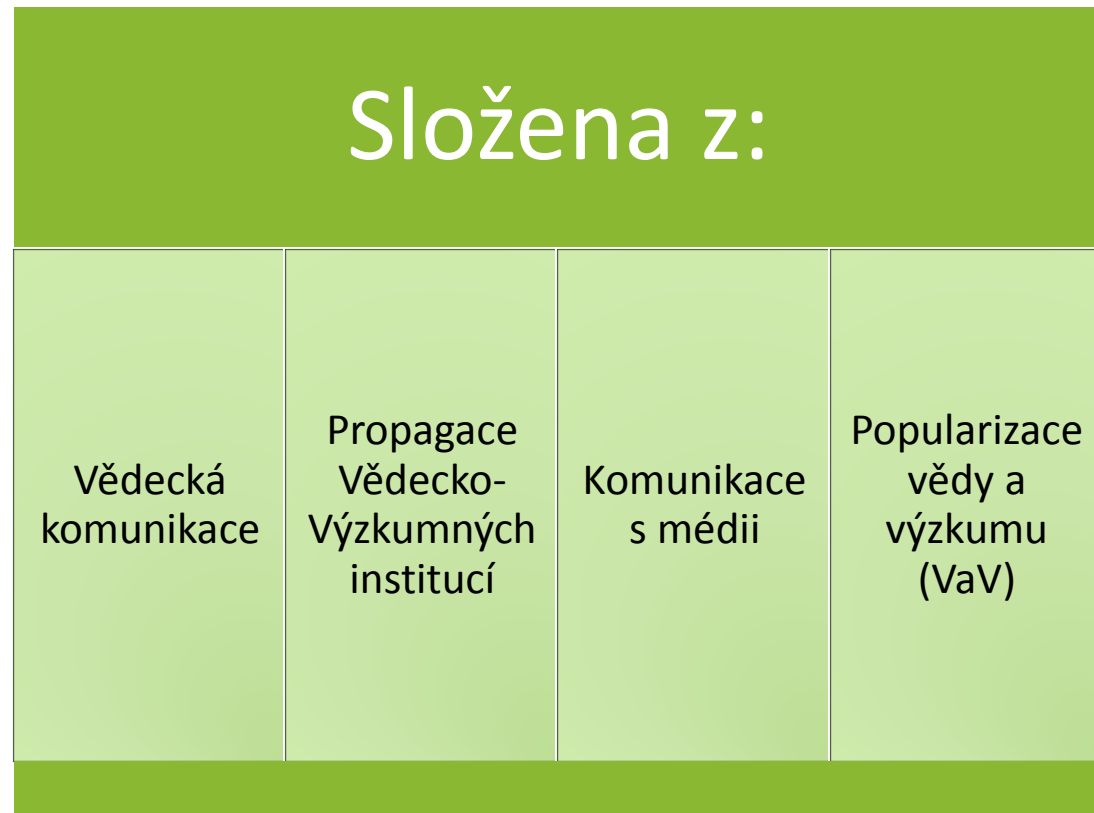 Složena z:
Vědecká
komunikace
Propagace
Vědecko-
Výzkumných
institucí
Komunikace
s médii
Popularizace
vědy a
výzkumu
(VaV)